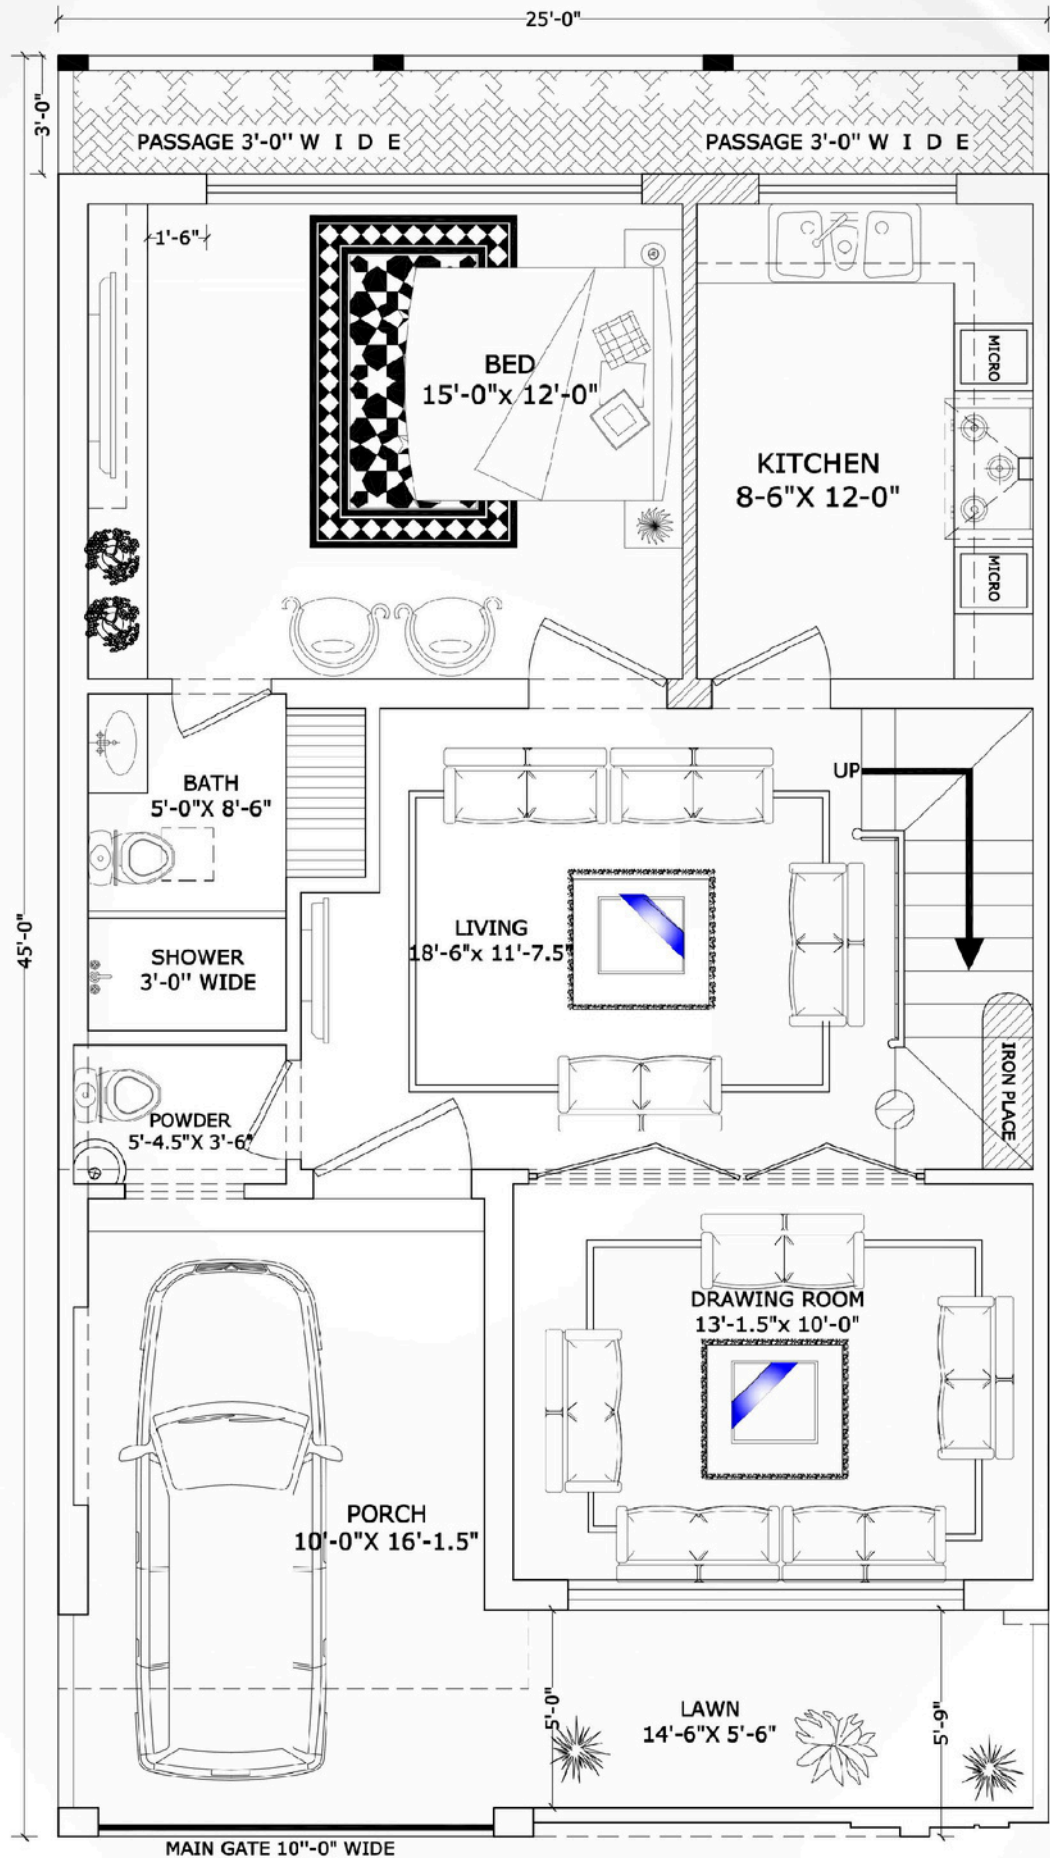 25'-0"
3'-0"
PASSAGE 3'-0" W I D E
PASSAGE 3'-0" W I D E
1'-6"
BED
15'-0"x 12'-0"
MICRO
KITCHEN
8-6"X 12-0"
MICRO
UP
BATH
5'-0"X 8'-6"
45'-0"
LIVING
18'-6"x 11'-7.5"
SHOWER
3'-0" WIDE
IRON PLACE
POWDER
5'-4.5"X 3'-6"
DRAWING ROOM
13'-1.5"x 10'-0"
PORCH
10'-0"X 16'-1.5"
5'-0"
LAWN
14'-6"X 5'-6"
5'-9"
MAIN GATE 10"-0" WIDE